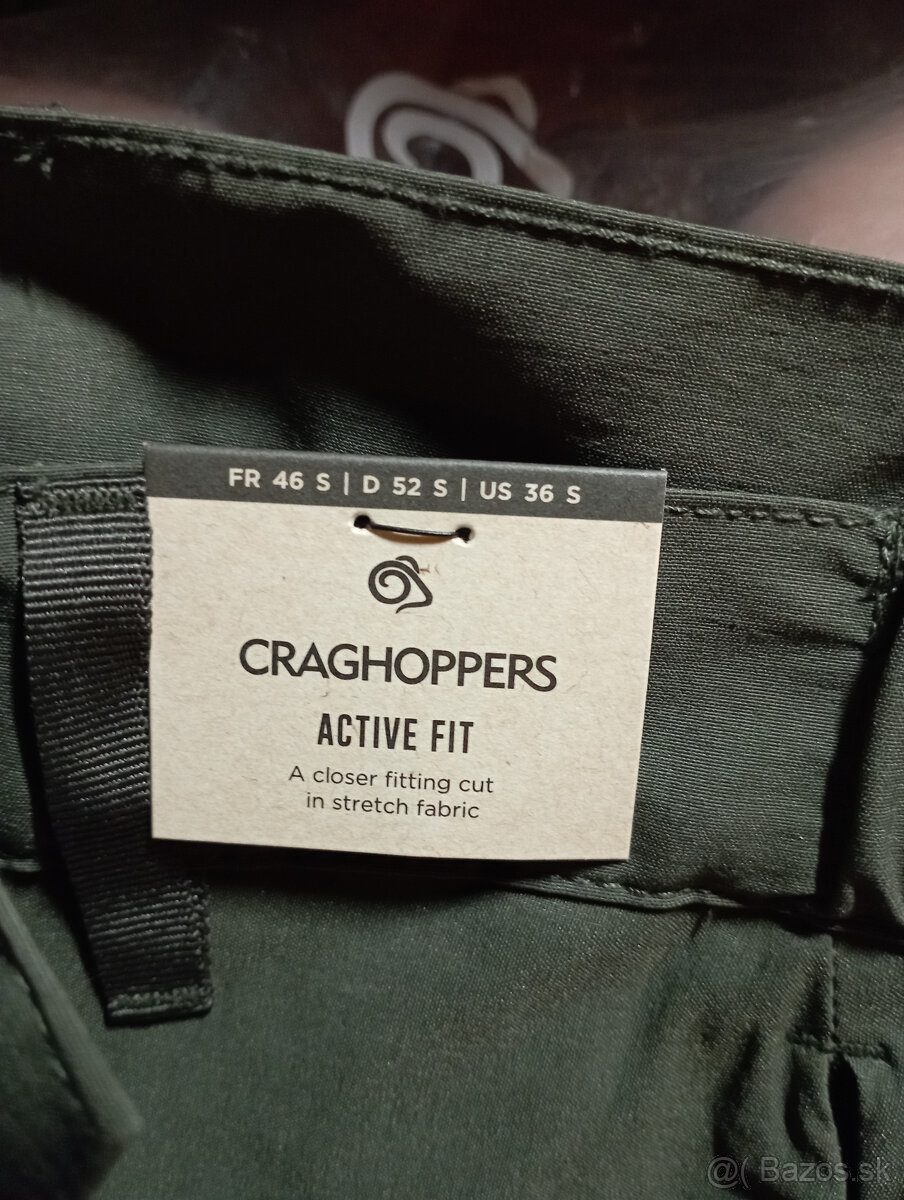 FR 46 S | D 52 S | US 36 S
CRAGHOPPERS
ACTIVE FIT
A closer fitting cut
in stretch fabric
@( Bazos.sk